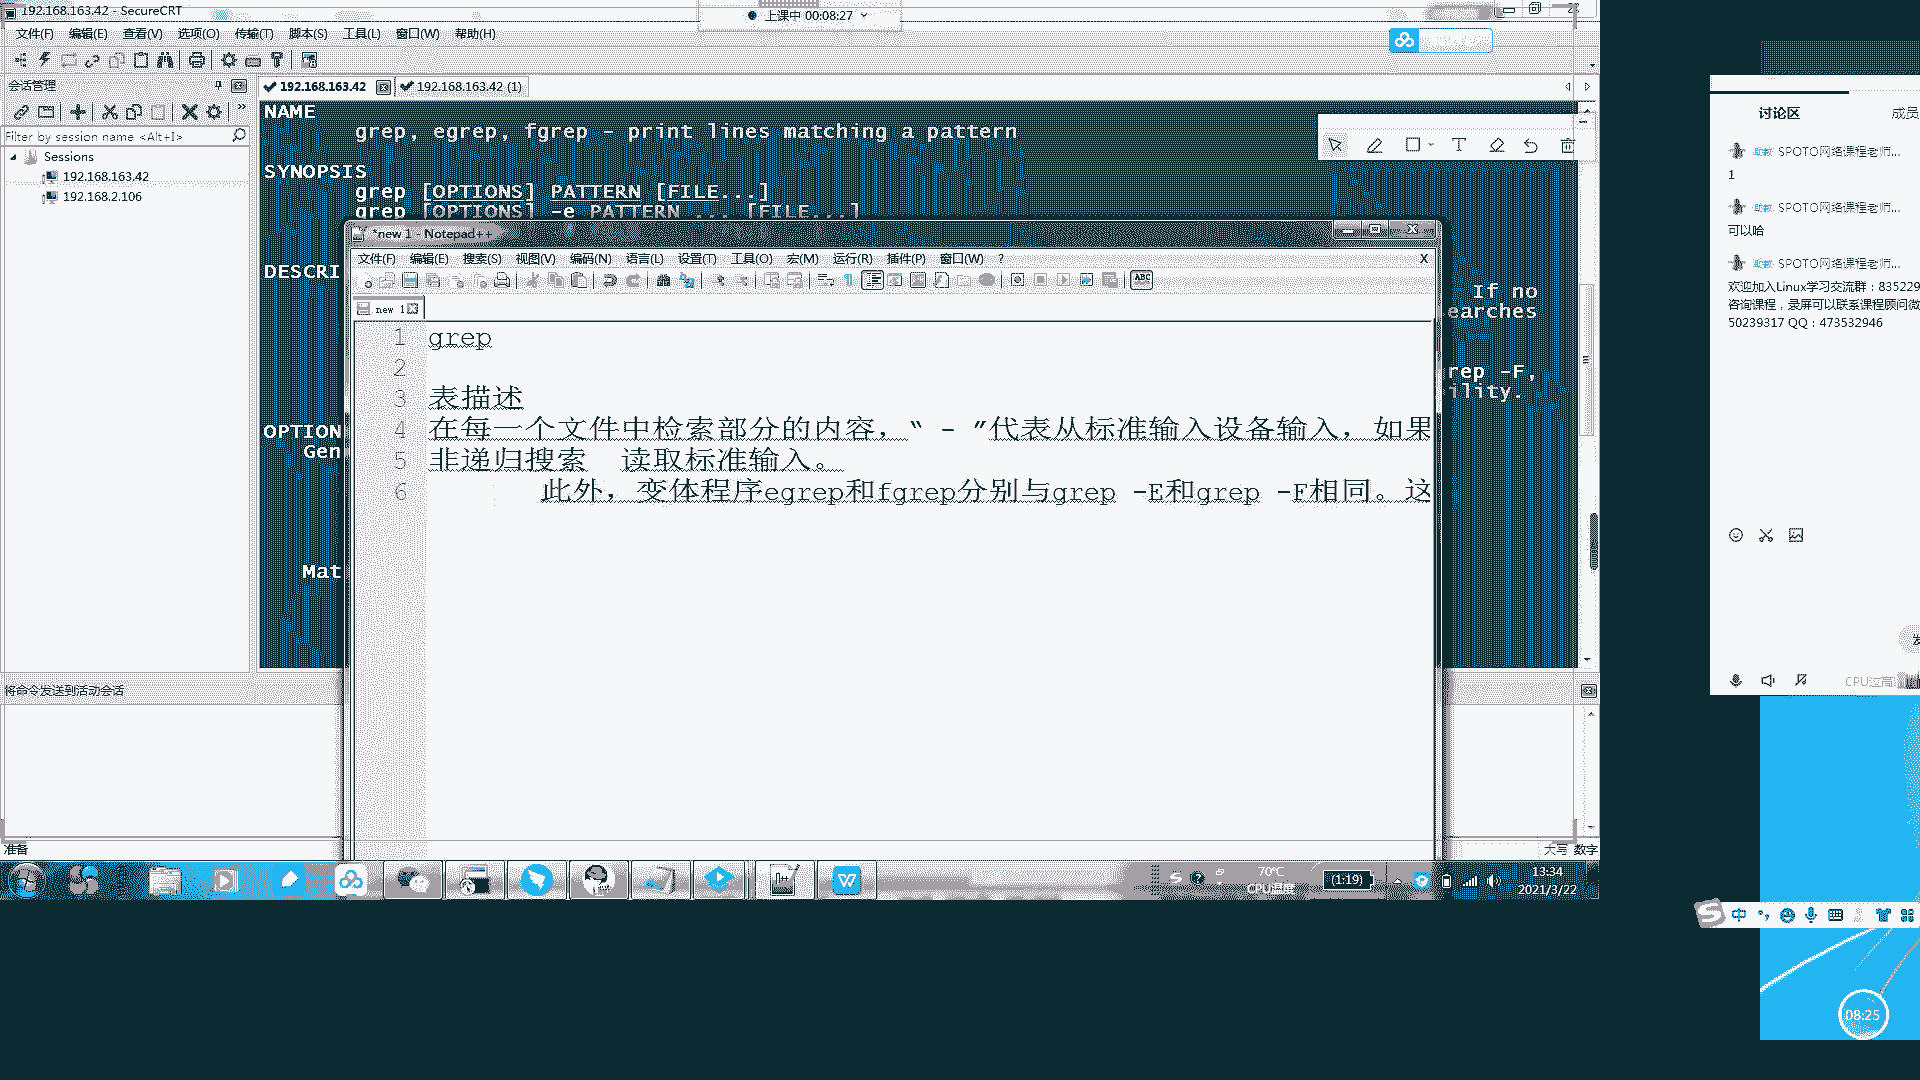 192.168.163.42 - SecureCRT
上课中 00:08:27
文件(F) 编辑(E) 查看(V) 选项(O) 传输(T) 脚本(S) 工具(L) 窗口(W) 帮助(H)
会话管理
192.168.163.42
192.168.163.42 (1)
Filter by session name <Alt+I>
Sessions
192.168.163.42
192.168.2.106
NAME
grep, egrep, fgrep - print lines matching a pattern
SYNOPSIS
grep [OPTIONS] PATTERN [FILE...]
grep [OPTIONS] -e PATTERN ... [FILE...]
DESCRI
If no
earches
rep -F,
ility.
OPTION
Gen
Mat
*new 1 - Notepad++
文件(F) 编辑(E) 搜索(S) 视图(V) 编码(N) 语言(L) 设置(T) 工具(O) 宏(M) 运行(R) 插件(P) 窗口(W) ?
X
ABC
new 1
1 grep
2
3 表描述
4 在每一个文件中检索部分的内容，“ - ”代表从标准输入设备输入，如果
5 非递归搜索 读取标准输入。
6 此外，变体程序egrep和fgrep分别与grep -E和grep -F相同。这
将命令发送到活动会话
准备
大写 数字
70℃
CPU温度
(1:19)
13:34
2021/3/22
讨论区
成员
助教 SPOTO网络课程老师...
1
助教 SPOTO网络课程老师...
可以哈
助教 SPOTO网络课程老师...
欢迎加入Linux学习交流群：835229
咨询课程，录屏可以联系课程顾问微
50239317 QQ：473532946
发
CPU过高
中
08:25